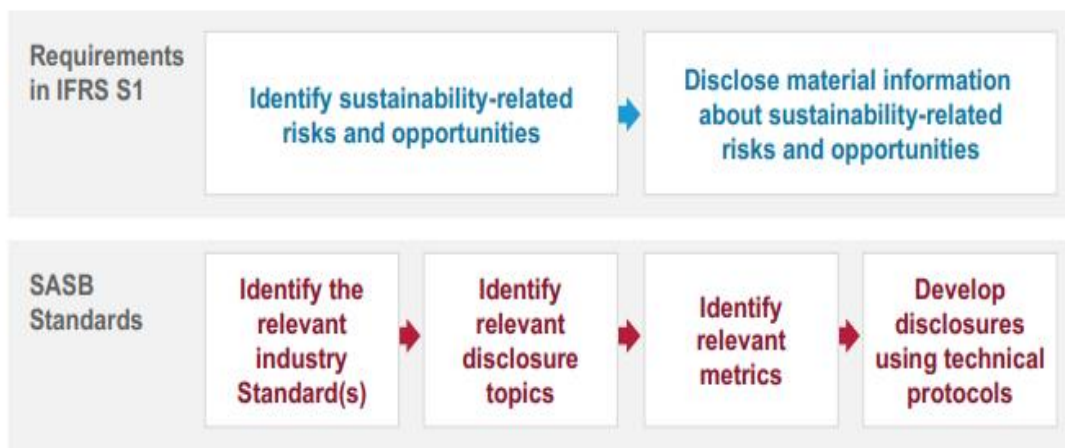 Requirements
in IFRS S1
Identify sustainability-related
risks and opportunities
Disclose material information
about sustainability-related
risks and opportunities
SASB
Standards
Identify the
relevant
industry
Standard(s)
Identify
relevant
disclosure
topics
Identify
relevant
metrics
Develop
disclosures
using technical
protocols